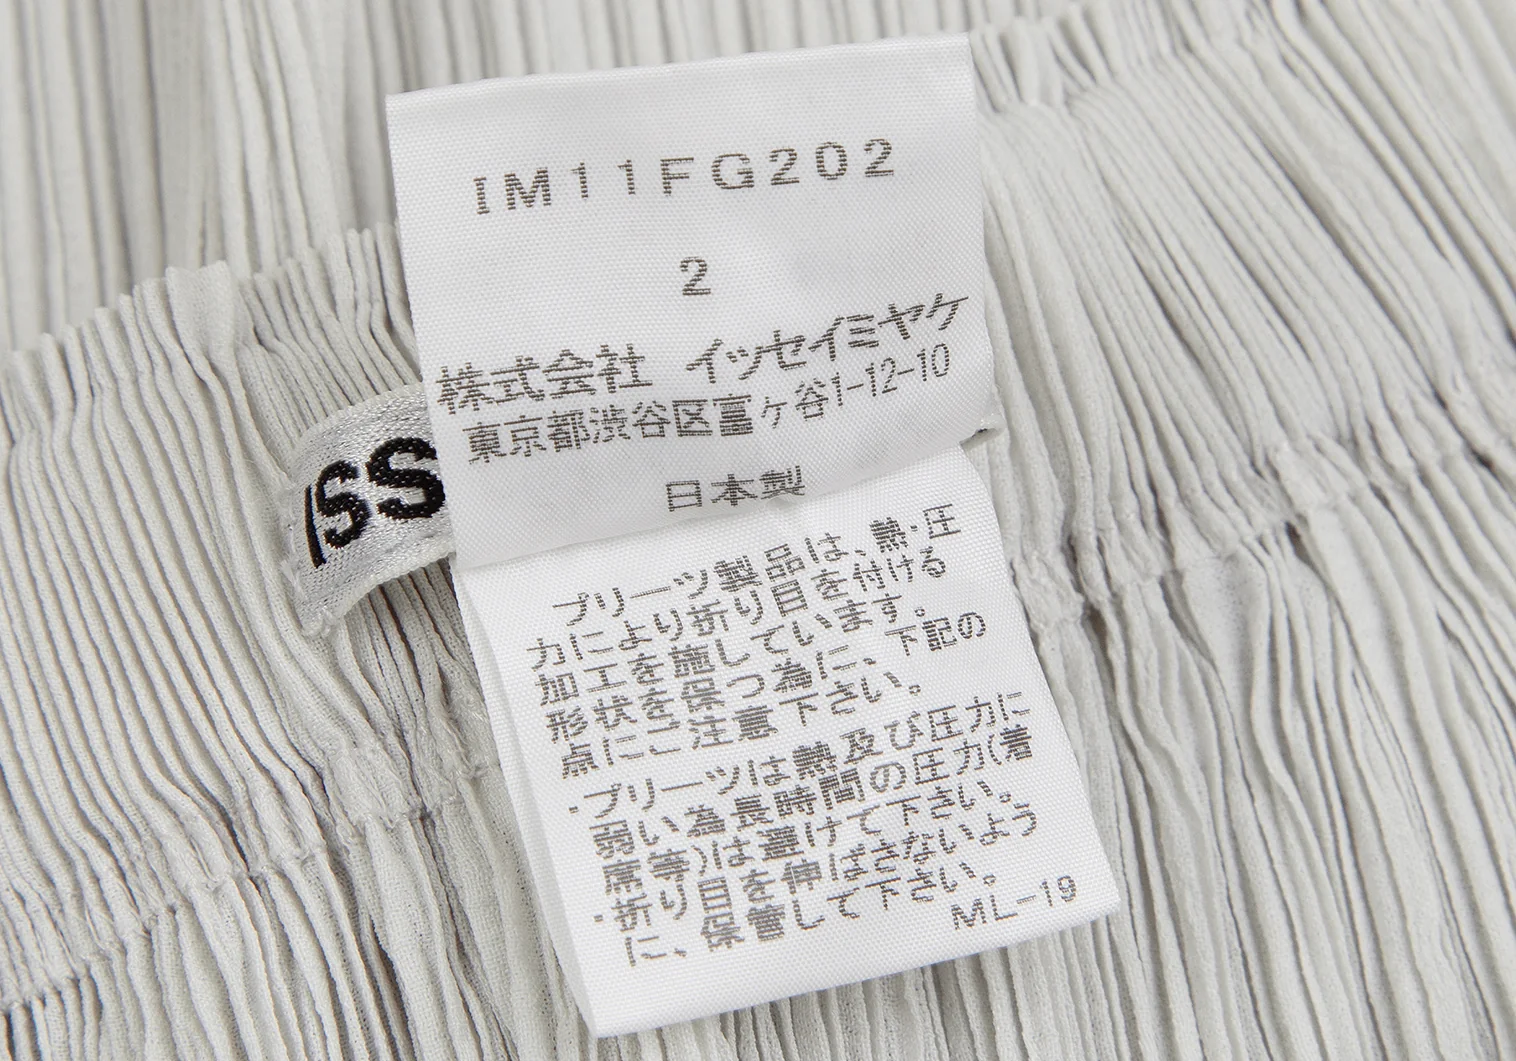 IM11FG202
2
株式会社 イッセイミヤケ
東京都渋谷区富ヶ谷1-12-10
日本製
ISS
プリーツ製品は、熱・圧
力により折り目を付ける
加工を施しています。
形状を保つ為に、下記の
点にご注意下さい。
・プリーツは熱及び圧力に
弱い為長時間の圧力(着
席等)は避けて下さい。
・折り目を伸ばさないよう
に、保管して下さい。
ML-19